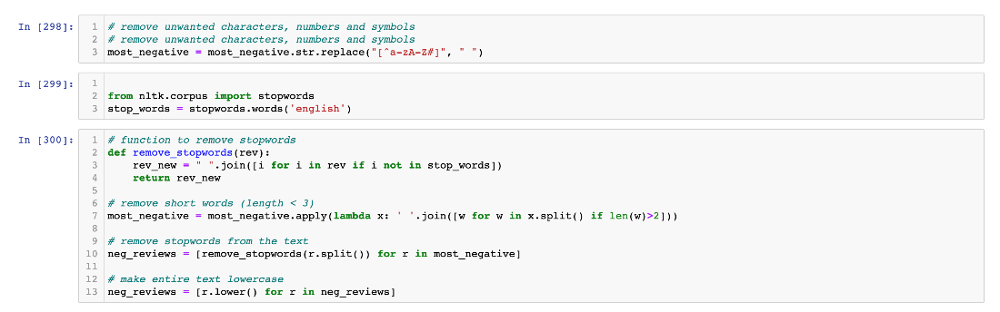 In [298]:
1 # remove unwanted characters, numbers and symbols
2 # remove unwanted characters, numbers and symbols
3 most_negative = most_negative.str.replace("[^a-zA-Z#]", " ")
In [299]:
1
2 from nltk.corpus import stopwords
3 stop_words = stopwords.words('english')
In [300]:
1 # function to remove stopwords
2 def remove_stopwords(rev):
3     rev_new = " ".join([i for i in rev if i not in stop_words])
4     return rev_new
5
6 # remove short words (length < 3)
7 most_negative = most_negative.apply(lambda x: ' '.join([w for w in x.split() if len(w)>2]))
8
9 # remove stopwords from the text
10 neg_reviews = [remove_stopwords(r.split()) for r in most_negative]
11
12 # make entire text lowercase
13 neg_reviews = [r.lower() for r in neg_reviews]